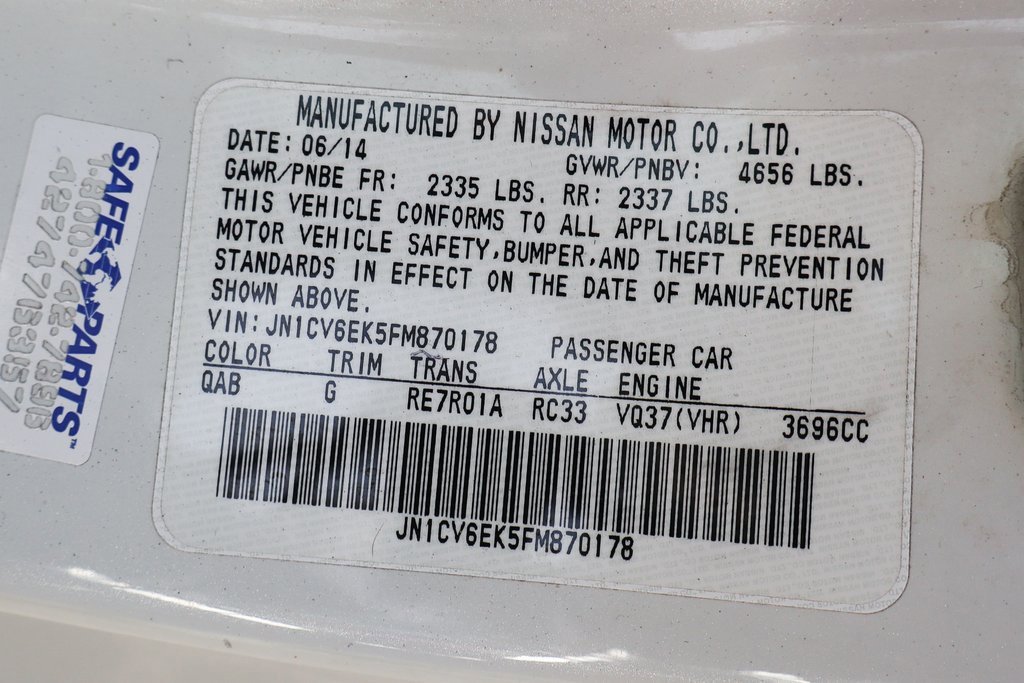 MANUFACTURED BY NISSAN MOTOR CO.,LTD.
DATE: 06/14 GVWR/PNBV: 4656 LBS.
GAWR/PNBE FR: 2335 LBS. RR: 2337 LBS.
THIS VEHICLE CONFORMS TO ALL APPLICABLE FEDERAL
MOTOR VEHICLE SAFETY,BUMPER,AND THEFT PREVENTION
STANDARDS IN EFFECT ON THE DATE OF MANUFACTURE
SHOWN ABOVE.
VIN: JN1CV6EK5FM870178 PASSENGER CAR
COLOR TRIM TRANS AXLE ENGINE
QAB G RE7R01A RC33 VQ37(VHR) 3696CC
JN1CV6EK5FM870178
SAFE PARTS™